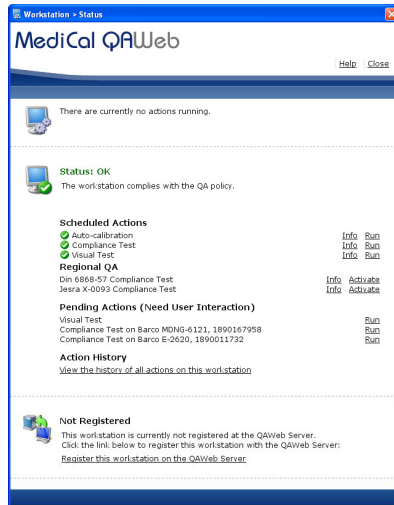 Workstation > Status
MediCal QAWeb
Help Close
There are currently no actions running.
Status: OK
The workstation complies with the QA policy.
Scheduled Actions
Auto-calibration Info Run
Compliance Test Info Run
Visual Test Info Run
Regional QA
Din 6868-57 Compliance Test Info Activate
Jesra X-0093 Compliance Test Info Activate
Pending Actions (Need User Interaction)
Visual Test Run
Compliance Test on Barco MDNG-6121, 1890167958 Run
Compliance Test on Barco E-2620, 1890011732 Run
Action History
View the history of all actions on this workstation
Not Registered
This workstation is currently not registered at the QAWeb Server.
Click the link below to register this workstation with the QAWeb Server:
Register this workstation on the QAWeb Server